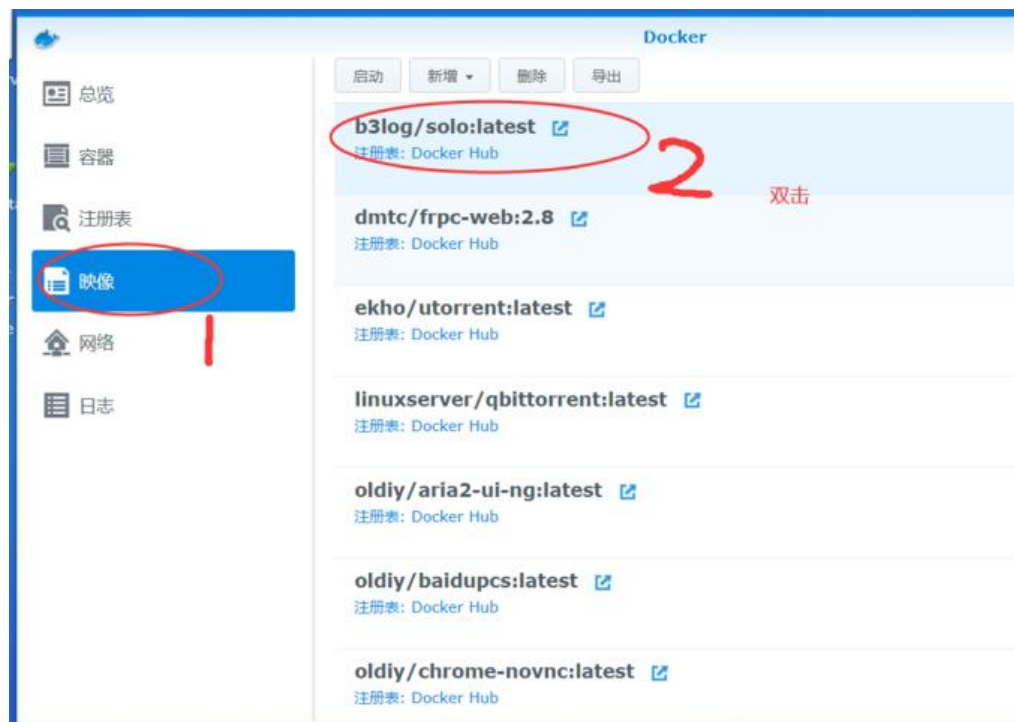 Docker
总览
容器
注册表
映像
网络
日志
1
启动 新增 删除 导出
b3log/solo:latest
注册表: Docker Hub
2 双击
dmtc/frpc-web:2.8
注册表: Docker Hub
ekho/utorrent:latest
注册表: Docker Hub
linuxserver/qbittorrent:latest
注册表: Docker Hub
oldiy/aria2-ui-ng:latest
注册表: Docker Hub
oldiy/baidupcs:latest
注册表: Docker Hub
oldiy/chrome-novnc:latest
注册表: Docker Hub